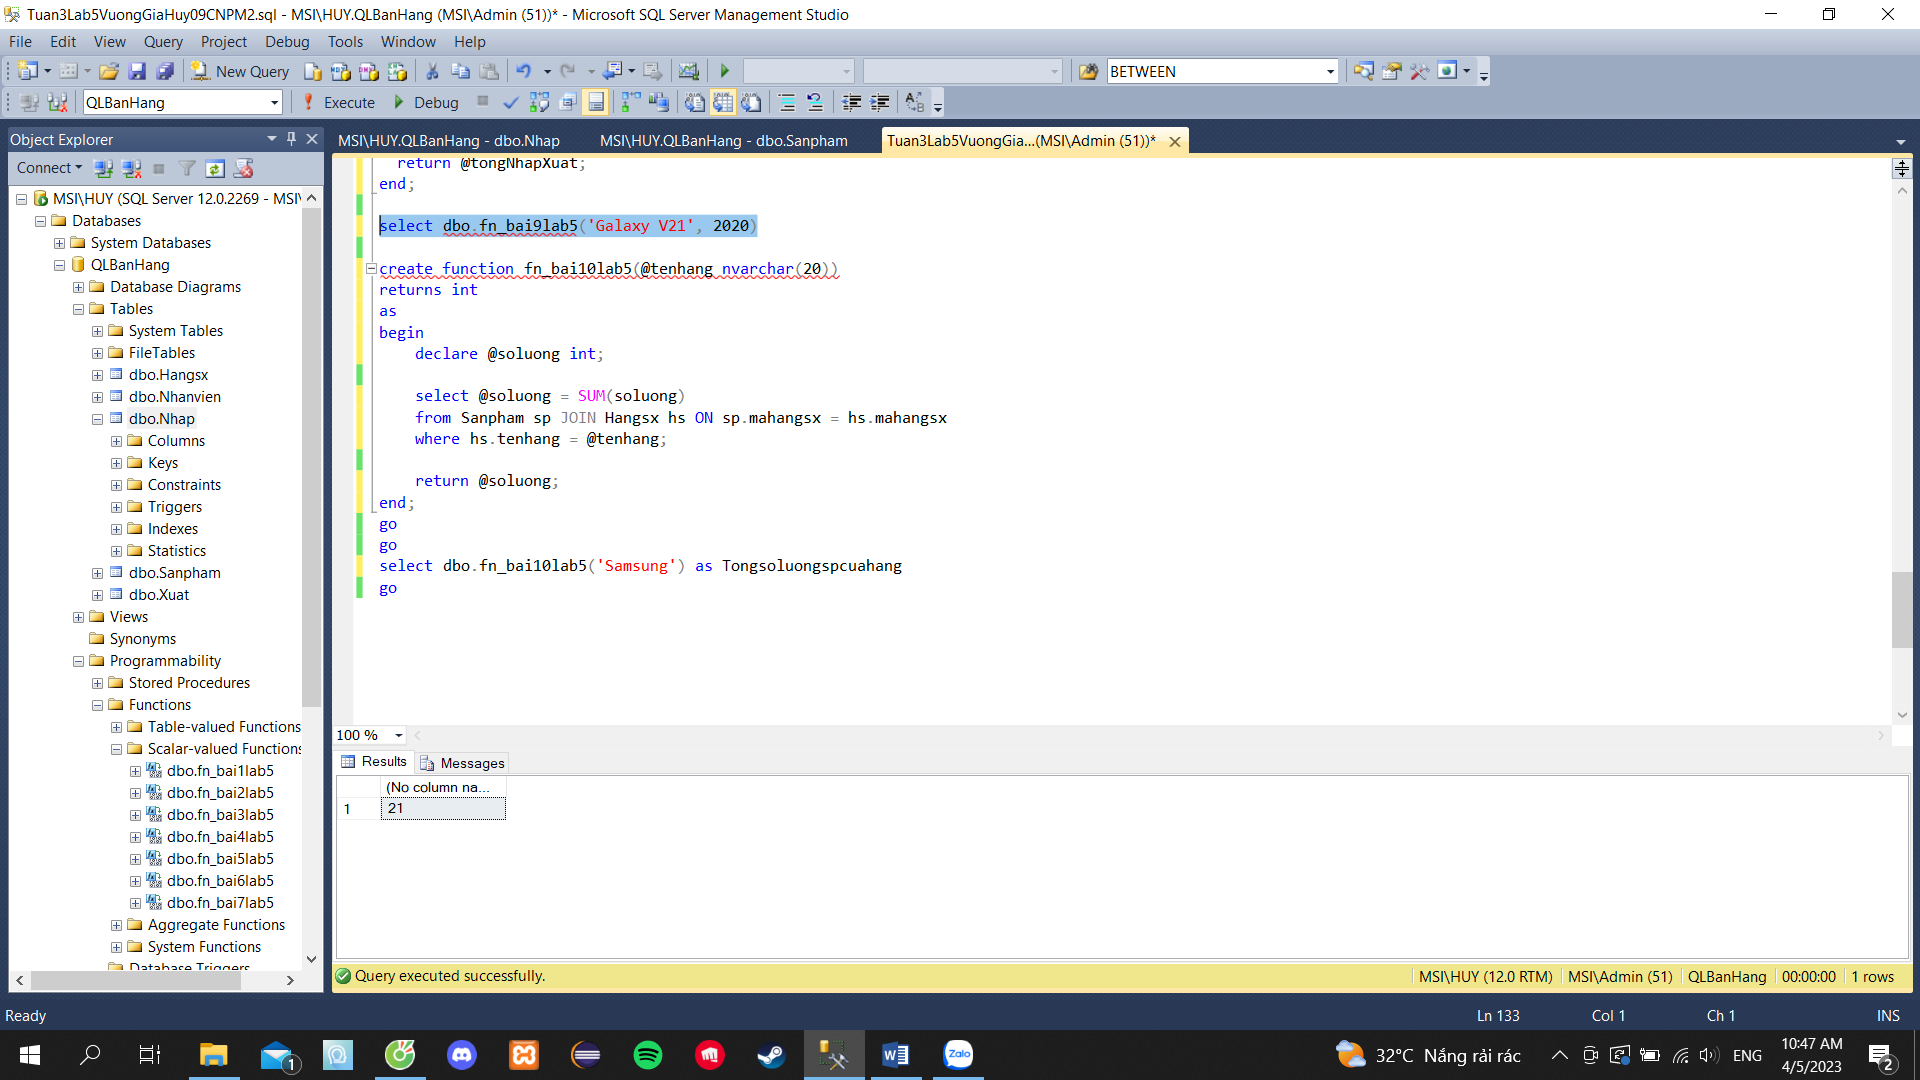 Tuan3Lab5VuongGiaHuy09CNPM2.sql - MSI\HUY.QLBanHang (MSI\Admin (51))* - Microsoft SQL Server Management Studio
File Edit View Query Project Debug Tools Window Help
New Query BETWEEN
QLBanHang Execute Debug
Object Explorer
Connect
MSI\HUY (SQL Server 12.0.2269 - MSI\
Databases
System Databases
QLBanHang
Database Diagrams
Tables
System Tables
FileTables
dbo.Hangsx
dbo.Nhanvien
dbo.Nhap
Columns
Keys
Constraints
Triggers
Indexes
Statistics
dbo.Sanpham
dbo.Xuat
Views
Synonyms
Programmability
Stored Procedures
Functions
Table-valued Functions
Scalar-valued Functions
dbo.fn_bai1lab5
dbo.fn_bai2lab5
dbo.fn_bai3lab5
dbo.fn_bai4lab5
dbo.fn_bai5lab5
dbo.fn_bai6lab5
dbo.fn_bai7lab5
Aggregate Functions
System Functions
Database Triggers
MSI\HUY.QLBanHang - dbo.Nhap MSI\HUY.QLBanHang - dbo.Sanpham Tuan3Lab5VuongGia...(MSI\Admin (51))*
return @tongNhapXuat;
end;
select dbo.fn_bai9lab5('Galaxy V21', 2020)
create function fn_bai10lab5(@tenhang nvarchar(20))
returns int
as
begin
declare @soluong int;
select @soluong = SUM(soluong)
from Sanpham sp JOIN Hangsx hs ON sp.mahangsx = hs.mahangsx
where hs.tenhang = @tenhang;
return @soluong;
end;
go
go
select dbo.fn_bai10lab5('Samsung') as Tongsoluongspcuahang
go
100 %
Results Messages
(No column na...
1 21
Query executed successfully. MSI\HUY (12.0 RTM) MSI\Admin (51) QLBanHang 00:00:00 1 rows
Ready Ln 133 Col 1 Ch 1 INS
1 Zalo 32°C Nắng rải rác ENG 10:47 AM
4/5/2023 2